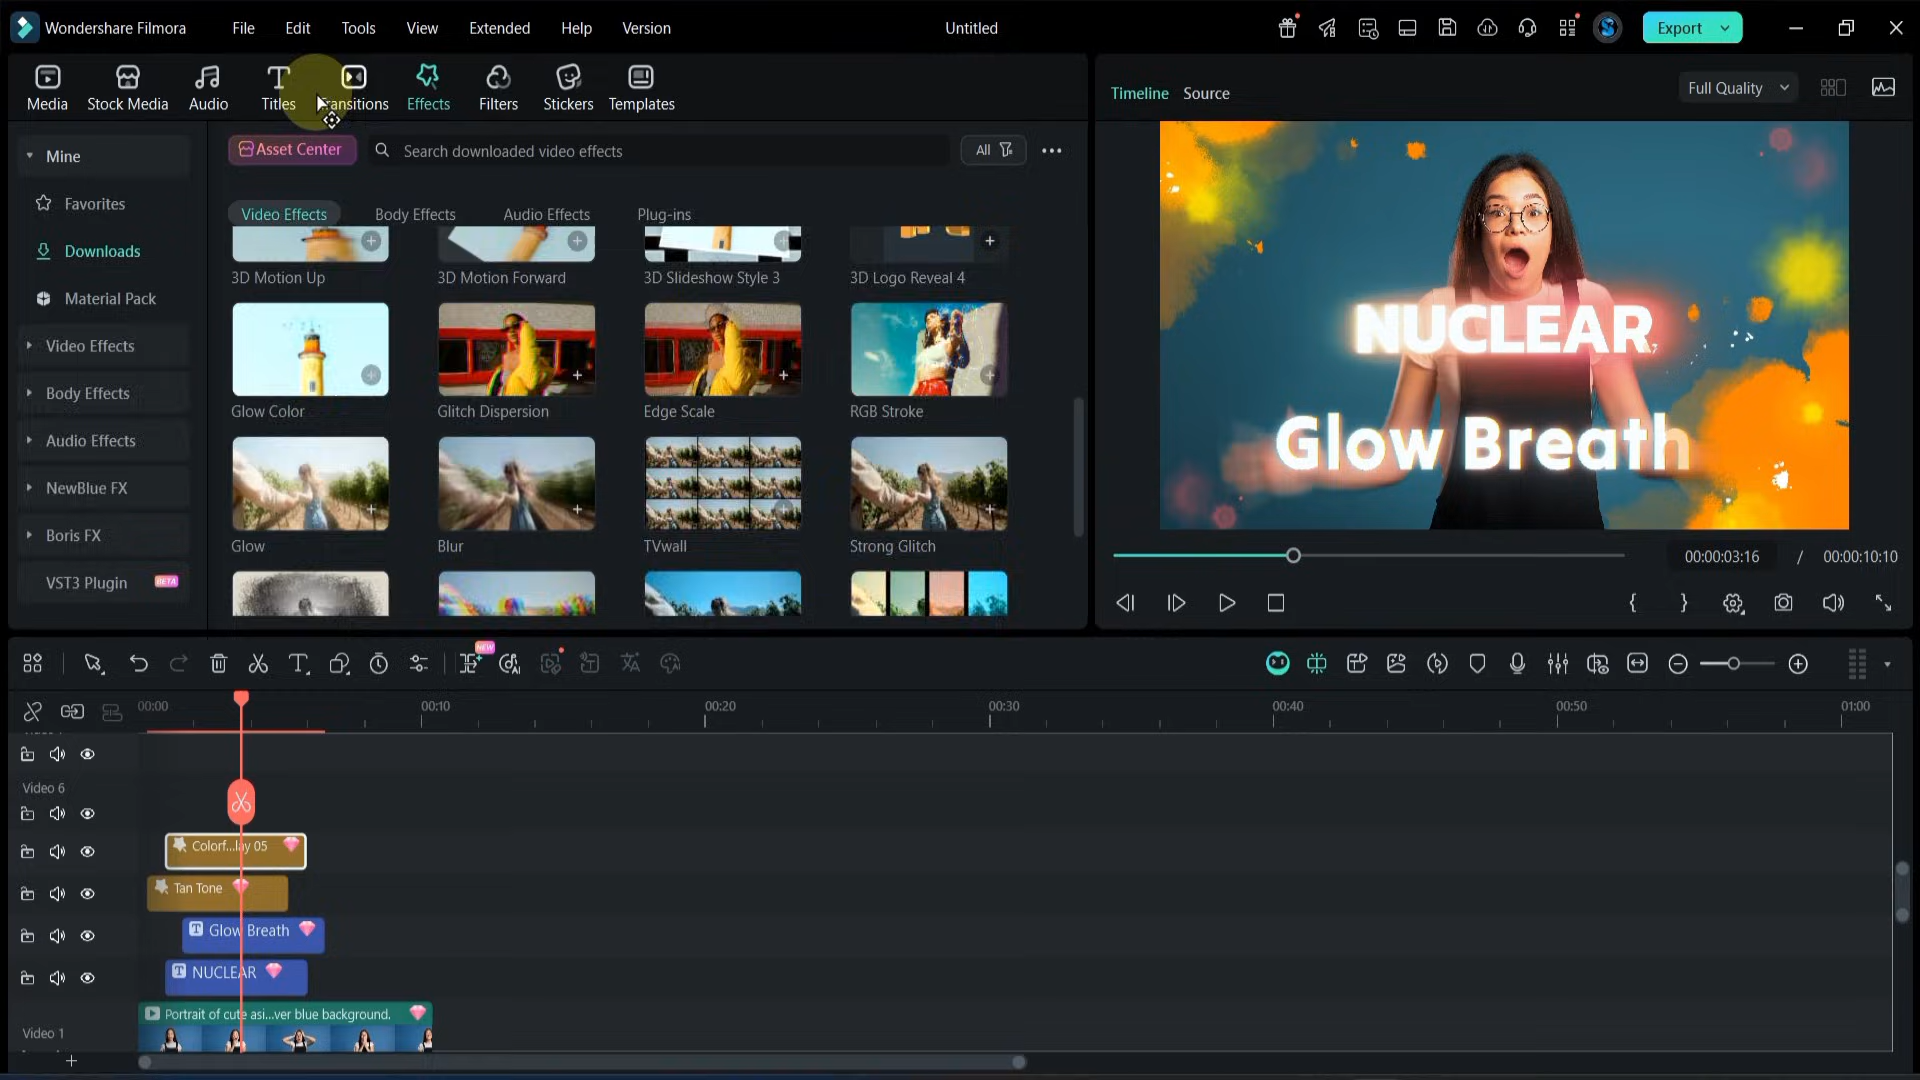 Wondershare Filmora
File
Edit
Tools
View
Extended
Help
Version
Untitled
Export
Media
Stock Media
Audio
Titles
Transitions
Effects
Filters
Stickers
Templates
Timeline
Source
Full Quality
Mine
Favorites
Downloads
Material Pack
Video Effects
Body Effects
Audio Effects
NewBlue FX
Boris FX
VST3 Plugin
BETA
Asset Center
Search downloaded video effects
All
Video Effects
Body Effects
Audio Effects
Plug-ins
3D Motion Up
3D Motion Forward
3D Slideshow Style 3
3D Logo Reveal 4
Glow Color
Glitch Dispersion
Edge Scale
RGB Stroke
Glow
Blur
TVwall
Strong Glitch
NUCLEAR
Glow Breath
00:00:03:16
/
00:00:10:10
NEW
00:00
00:10
00:20
00:30
00:40
00:50
01:00
Video 6
Colorf...lay 05
Tan Tone
Glow Breath
NUCLEAR
Portrait of cute asi...ver blue background.
Video 1